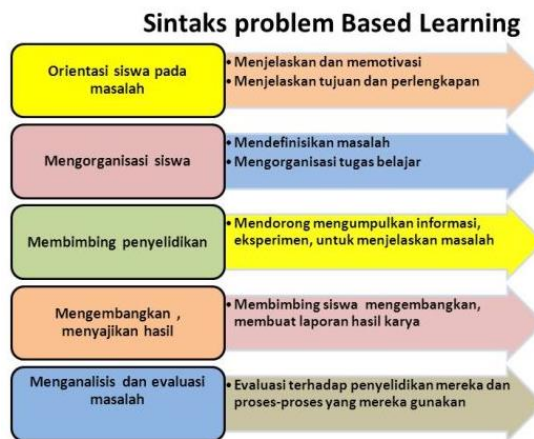 Sintaks problem Based Learning
Orientasi siswa pada
masalah
• Menjelaskan dan memotivasi
• Menjelaskan tujuan dan perlengkapan
Mengorganisasi siswa
• Mendefinisikan masalah
• Mengorganisasi tugas belajar
Membimbing penyelidikan
• Mendorong mengumpulkan informasi,
eksperimen, untuk menjelaskan masalah
Mengembangkan ,
menyajikan hasil
• Membimbing siswa mengembangkan,
membuat laporan hasil karya
Menganalisis dan evaluasi
masalah
• Evaluasi terhadap penyelidikan mereka dan
proses-proses yang mereka gunakan